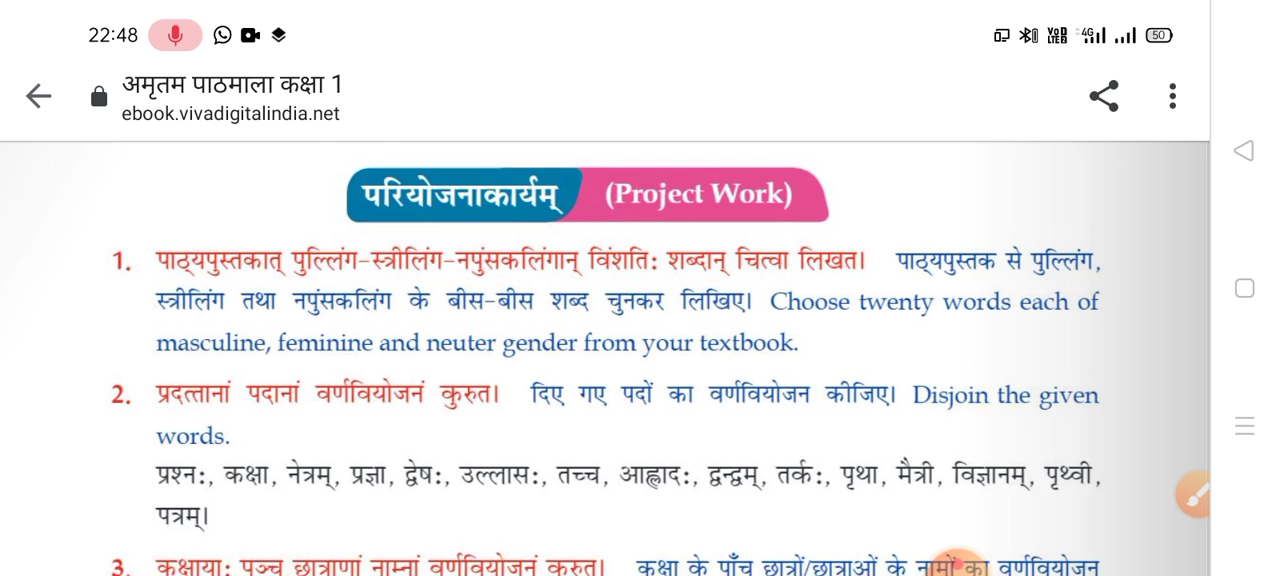 22:48 VoD LTE2 4G 50
अमृतम पाठमाला कक्षा 1
ebook.vivadigitalindia.net
परियोजनाकार्यम् (Project Work)
1. पाठ्यपुस्तकात् पुल्लिंग-स्त्रीलिंग-नपुंसकलिंगान् विंशति: शब्दान् चित्वा लिखत। पाठ्यपुस्तक से पुल्लिंग,
स्त्रीलिंग तथा नपुंसकलिंग के बीस-बीस शब्द चुनकर लिखिए। Choose twenty words each of
masculine, feminine and neuter gender from your textbook.
2. प्रदत्तानां पदानां वर्णवियोजनं कुरुत। दिए गए पदों का वर्णवियोजन कीजिए। Disjoin the given
words.
प्रश्न:, कक्षा, नेत्रम्, प्रज्ञा, द्वेष:, उल्लास:, तच्च, आह्लाद:, द्वन्द्वम्, तर्क:, पृथा, मैत्री, विज्ञानम्, पृथ्वी,
पत्रम्।
3. कक्षाया: पञ्च छात्राणां नाम्नां वर्णवियोजनं कुरुत। कक्षा के पाँच छात्रों/छात्राओं के नामों का वर्णवियोजन